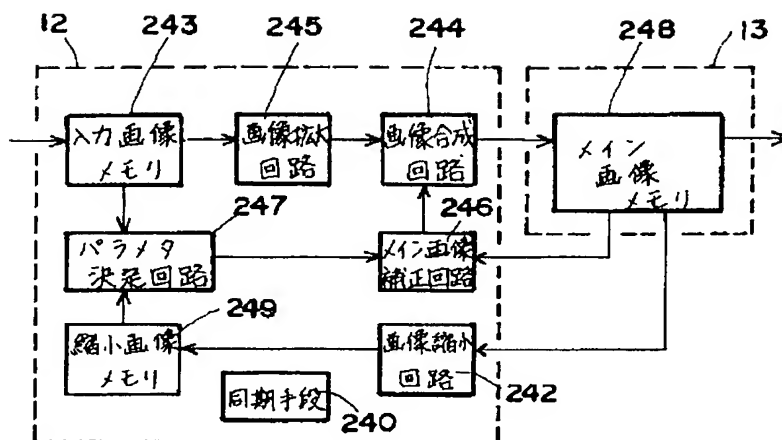 12
243
245
244
248
13
入力画像
メモリ
画像拡大
回路
画像合成
回路
メイン
画像
メモリ
247
246
パラメタ
決定回路
メイン画像
補正回路
249
縮小画像
メモリ
画像縮小
回路
242
同期手段
240